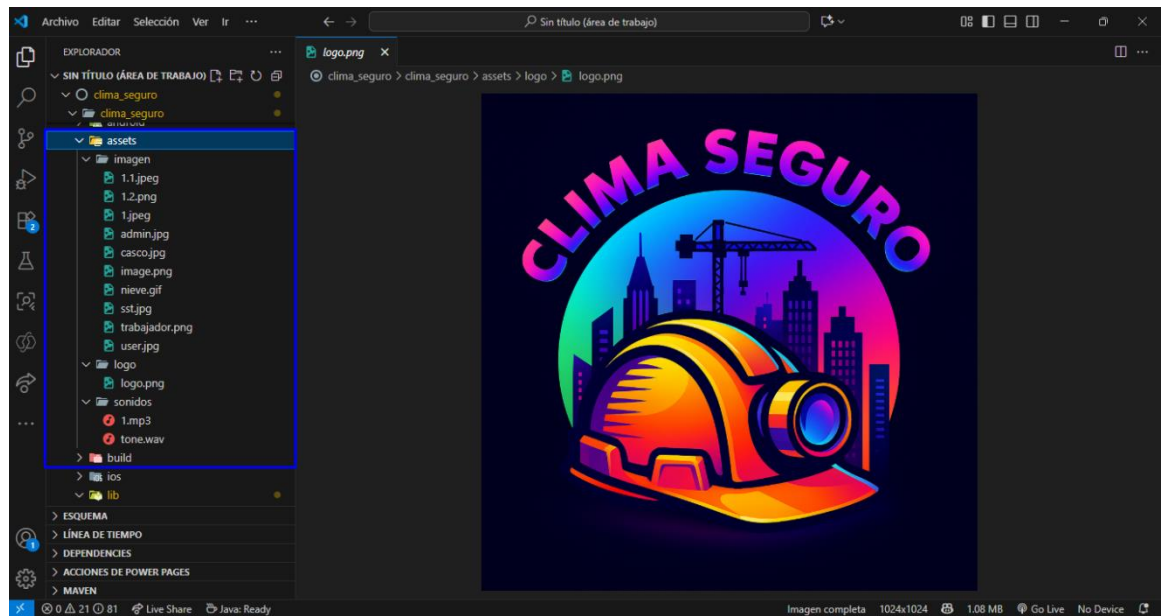 Archivo Editar Selección Ver Ir ...
Sin título (área de trabajo)
EXPLORADOR
SIN TÍTULO (ÁREA DE TRABAJO)
clima_seguro
clima_seguro
android
assets
imagen
1.1.jpeg
1.2.png
1.jpeg
admin.jpg
casco.jpg
image.png
nieve.gif
sst.jpg
trabajador.png
user.jpg
logo
logo.png
sonidos
1.mp3
tone.wav
build
ios
lib
ESQUEMA
LÍNEA DE TIEMPO
DEPENDENCIES
ACCIONES DE POWER PAGES
MAVEN
2
1
logo.png
clima_seguro > clima_seguro > assets > logo > logo.png
CLIMA SEGURO
0 21 81 Live Share Java: Ready
Imagen completa 1024x1024 1.08 MB Go Live No Device